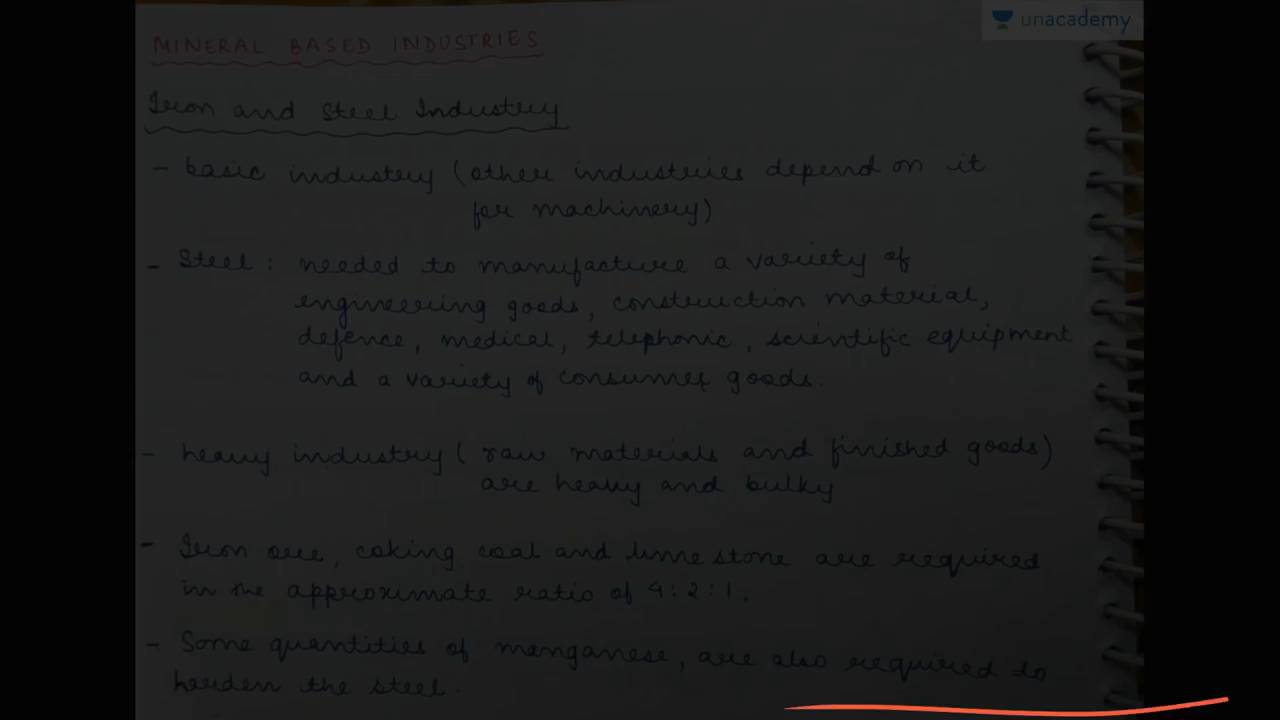 unacademy
MINERAL BASED INDUSTRIES
Iron and Steel Industry
- basic industry (other industries depend on it
for machinery)
- Steel : needed to manufacture a variety of
engineering goods, construction material,
defence, medical, telephonic, scientific equipment
and a variety of consumer goods.
- heavy industry ( raw materials and finished goods)
are heavy and bulky
- Iron ore, coking coal and limestone are required
in the approximate ratio of 4 : 2 : 1.
- Some quantities of manganese, are also required to
harden the steel.